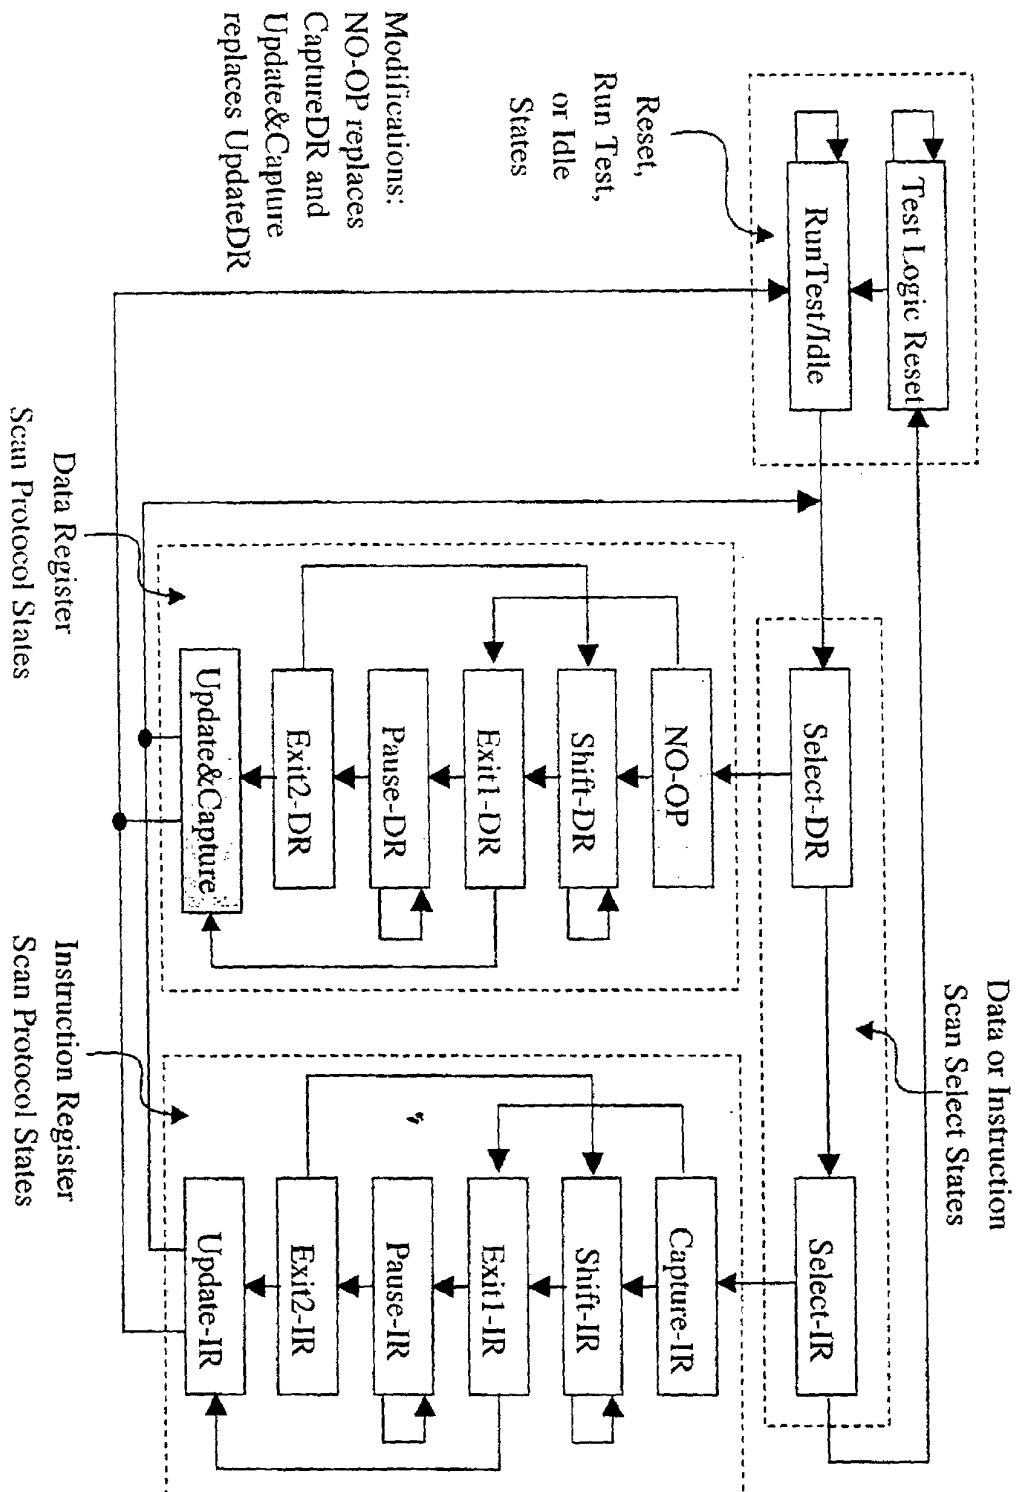 Test Logic Reset
RunTest/Idle
Reset,
Run Test,
or Idle
States
Modifications:
NO-OP replaces
CaptureDR and
Update&Capture
replaces UpdateDR
Data or Instruction
Scan Select States
Select-DR
Select-IR
NO-OP
Shift-DR
Exit1-DR
Pause-DR
Exit2-DR
Update&Capture
Data Register
Scan Protocol States
Capture-IR
Shift-IR
Exit1-IR
Pause-IR
Exit2-IR
Update-IR
Instruction Register
Scan Protocol States